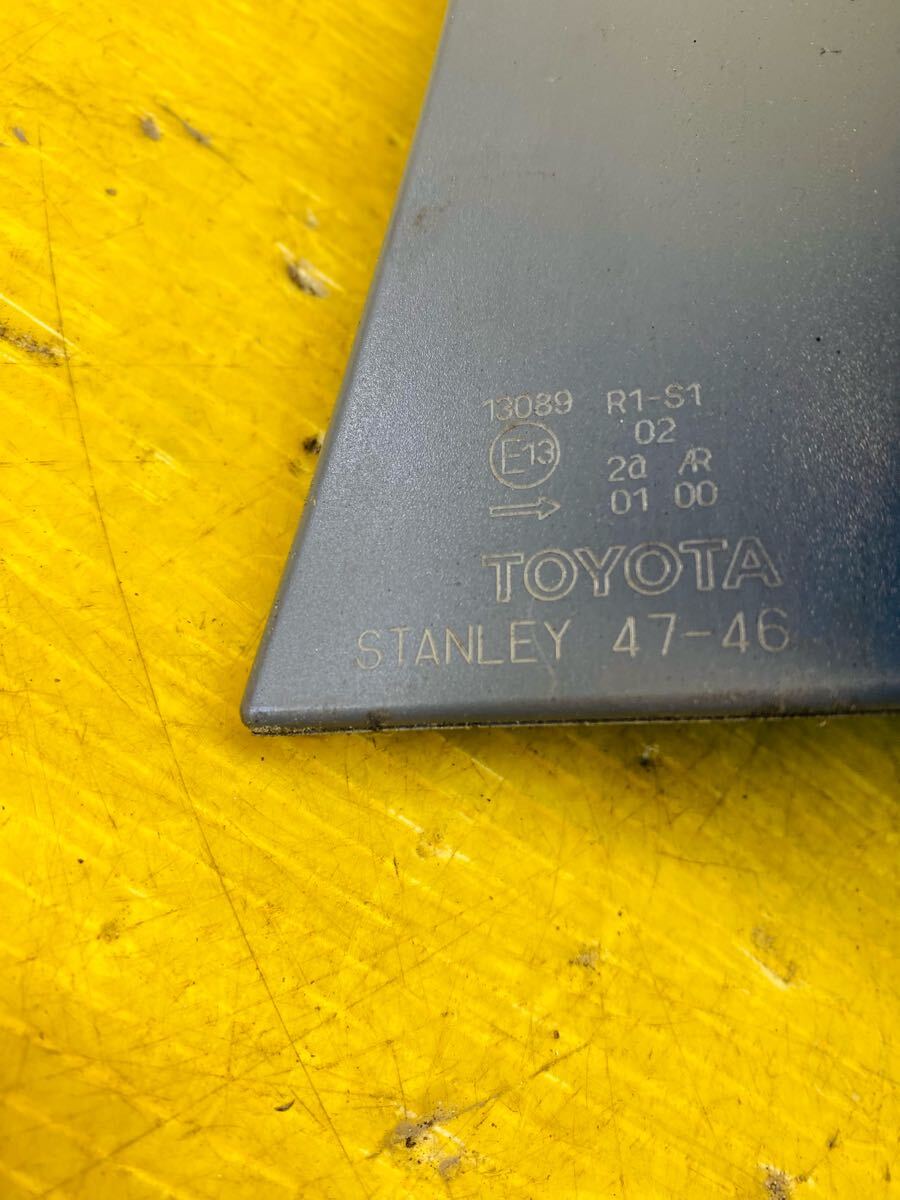 13089 R1-S1
E13 02
2a AR
→ 01 00
TOYOTA
STANLEY 47-46